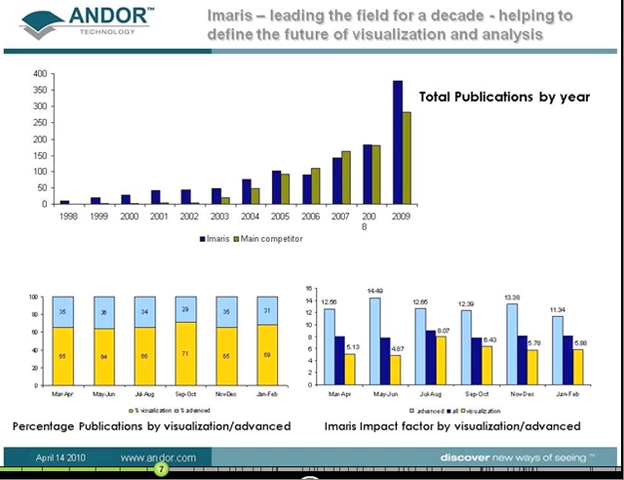 ANDOR™
TECHNOLOGY
Imaris – leading the field for a decade - helping to
define the future of visualization and analysis
Total Publications by year
400
350
300
250
200
150
100
50
0
1998 1999 2000 2001 2002 2003 2004 2005 2006 2007 200 2009
8
Imaris Main competitor
100
80
60
40
20
0
35 36 34 29 35 31
65 64 66 71 65 69
Mar-Apr May-Jun Jul-Aug Sep-Oct Nov-Dec Jan-Feb
% visualization % advanced
Percentage Publications by visualization/advanced
16
14
12
10
8
6
4
2
0
12.56 14.49 12.66 12.39 13.38 11.34
5.13 4.87 8.07 6.43 5.78 5.88
Mar-Apr May-Jun Jul-Aug Sep-Oct Nov-Dec Jan-Feb
advanced all visualization
Imaris Impact factor by visualization/advanced
April 14 2010 www.andor.com discover new ways of seeing™
7